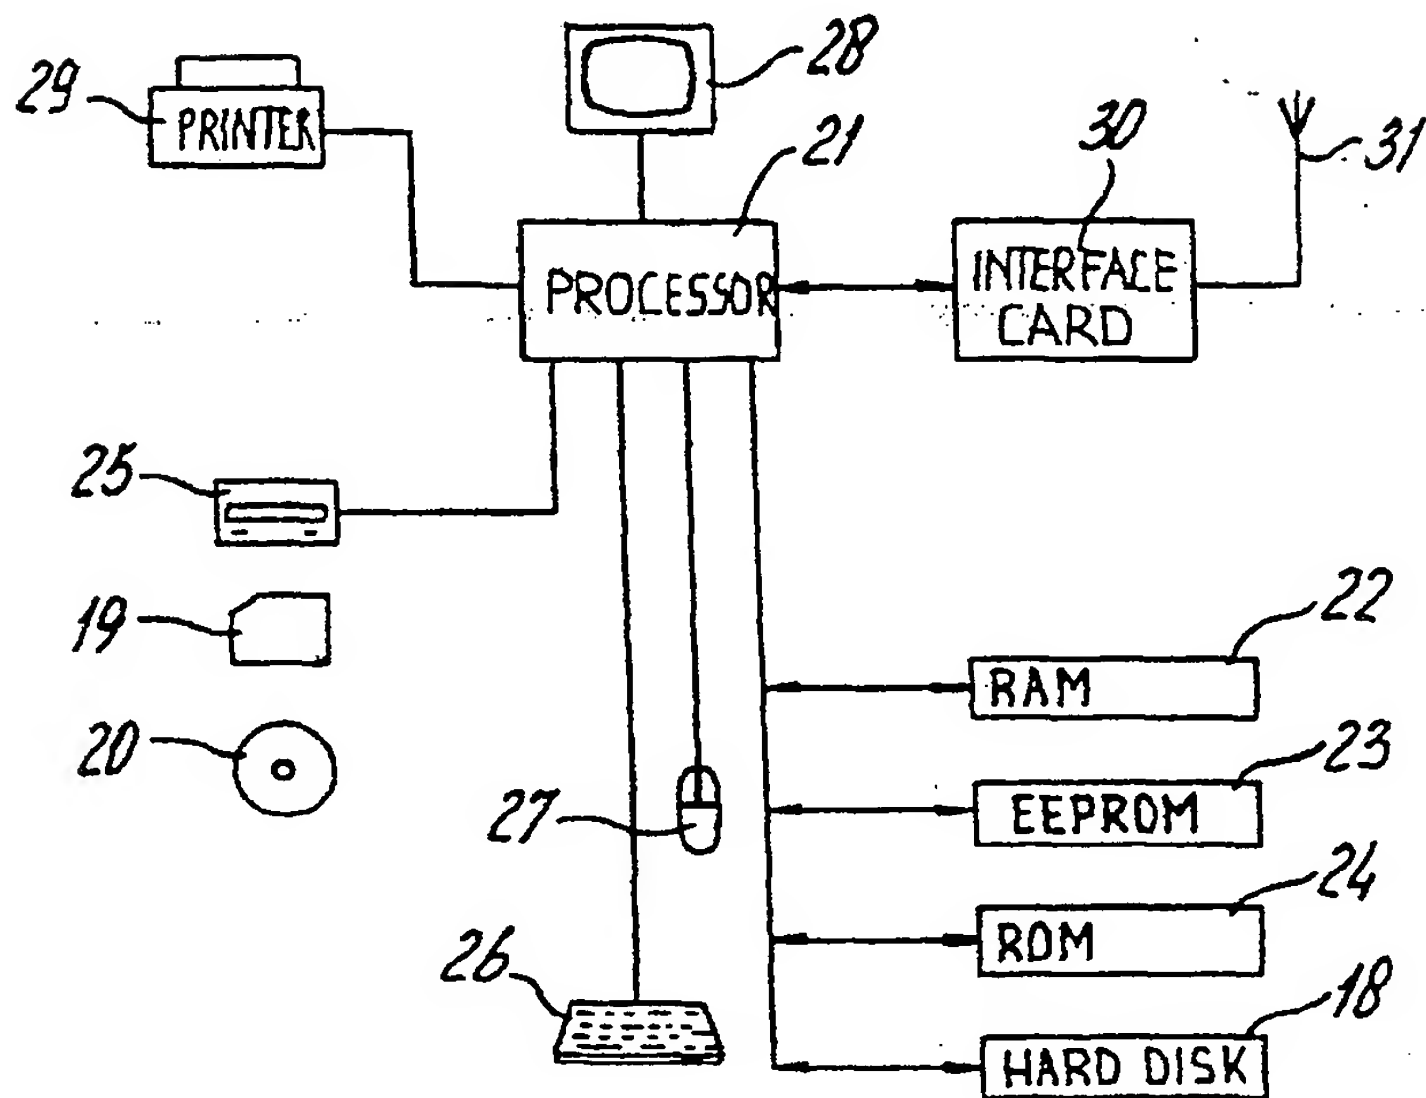 28
29
PRINTER
21
30
31
PROCESSOR
INTERFACE
CARD
25
19
22
RAM
20
23
27
EEPROM
24
ROM
26
18
HARD DISK